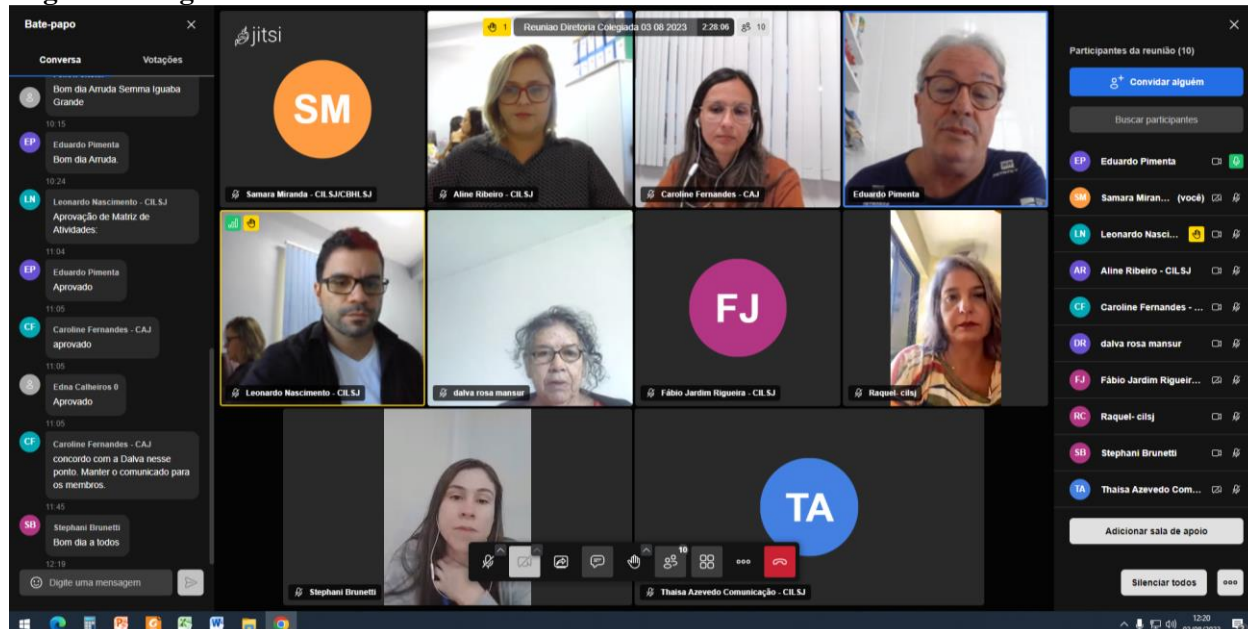 Bate-papo
Conversa
Votações
Bom dia Arruda Semma Iguaba
Grande
10:15
EP
Eduardo Pimenta
Bom dia Arruda.
10:24
LN
Leonardo Nascimento - CILSJ
Aprovação de Matriz de
Atividades:
11:04
EP
Eduardo Pimenta
Aprovado
11:05
CF
Caroline Fernandes - CAJ
aprovado
11:05
Edna Calheiros 0
Aprovado
11:05
CF
Caroline Fernandes - CAJ
concordo com a Dalva nesse
ponto. Manter o comunicado para
os membros.
11:45
SB
Stephani Brunetti
Bom dia a todos
12:19
Digite uma mensagem
jitsi
1
Reuniao Diretoria Colegiada 03 08 2023
2:28:06
10
SM
Samara Miranda - CILSJ/CBHLSJ
Aline Ribeiro - CILSJ
Caroline Fernandes - CAJ
Eduardo Pimenta
Leonardo Nascimento - CILSJ
dalva rosa mansur
FJ
Fábio Jardim Rigueira - CILSJ
Raquel- cilsj
Stephani Brunetti
TA
Thaisa Azevedo Comunicação - CILSJ
10
Participantes da reunião (10)
Convidar alguém
Buscar participantes
EP
Eduardo Pimenta
SM
Samara Miran... (você)
LN
Leonardo Nasci...
AR
Aline Ribeiro - CILSJ
CF
Caroline Fernandes - ...
DR
dalva rosa mansur
FJ
Fábio Jardim Rigueir...
RC
Raquel- cilsj
SB
Stephani Brunetti
TA
Thaisa Azevedo Com...
Adicionar sala de apoio
Silenciar todos
12:20